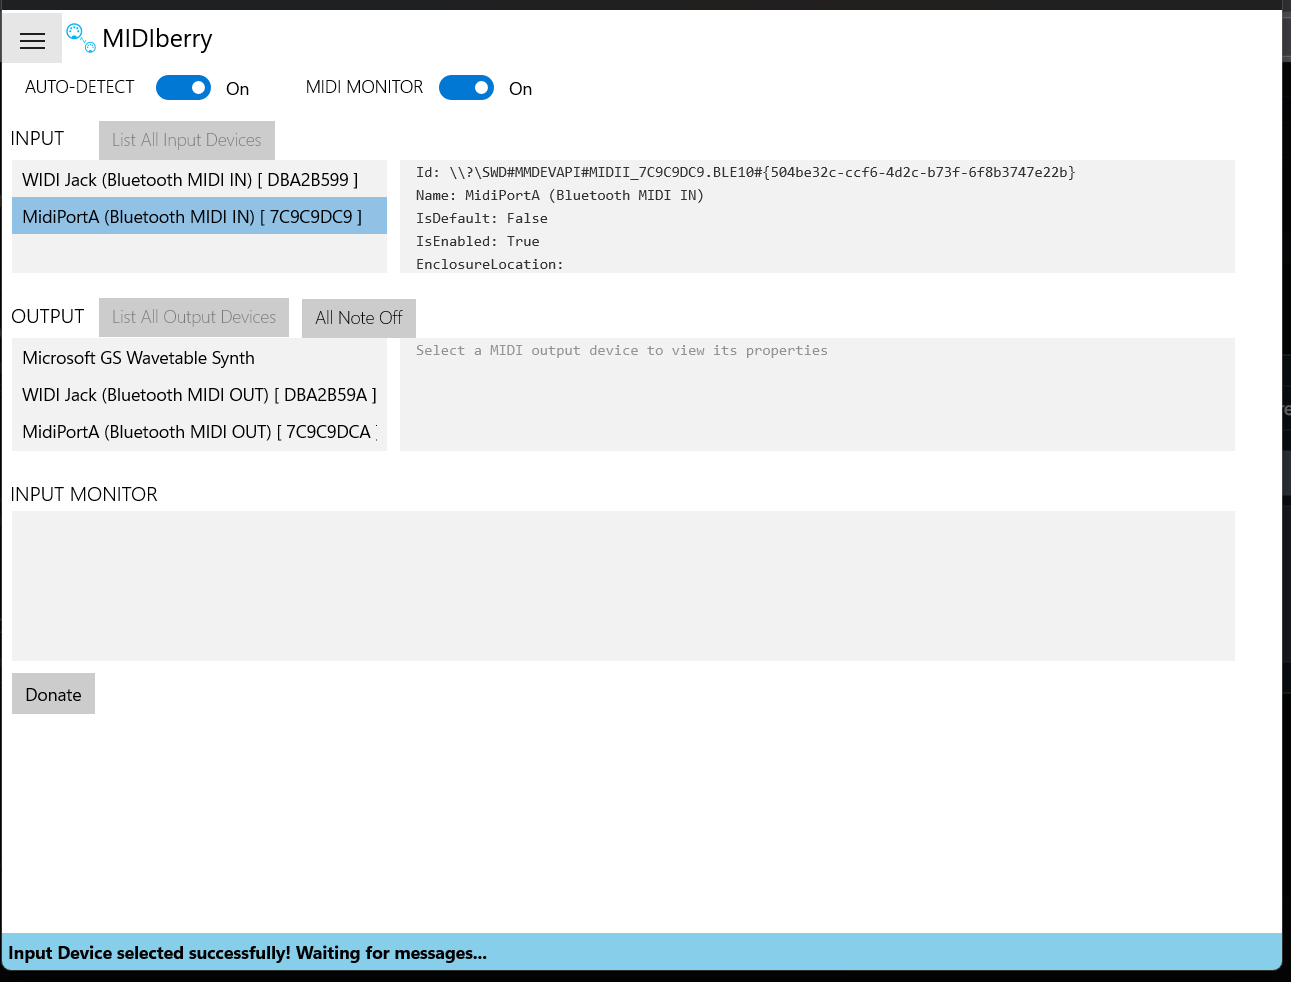 MIDIberry
AUTO-DETECT On MIDI MONITOR On
INPUT List All Input Devices
WIDI Jack (Bluetooth MIDI IN) [ DBA2B599 ]
MidiPortA (Bluetooth MIDI IN) [ 7C9C9DC9 ]
Id: \\?\SWD#MMDEVAPI#MIDII_7C9C9DC9.BLE10#{504be32c-ccf6-4d2c-b73f-6f8b3747e22b}
Name: MidiPortA (Bluetooth MIDI IN)
IsDefault: False
IsEnabled: True
EnclosureLocation:
OUTPUT List All Output Devices All Note Off
Microsoft GS Wavetable Synth
WIDI Jack (Bluetooth MIDI OUT) [ DBA2B59A ]
MidiPortA (Bluetooth MIDI OUT) [ 7C9C9DCA ]
Select a MIDI output device to view its properties
INPUT MONITOR
Donate
Input Device selected successfully! Waiting for messages...